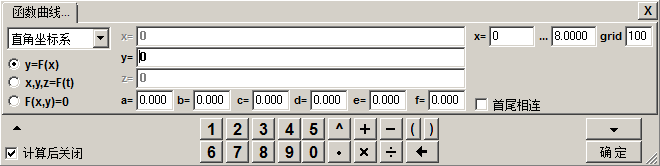 函数曲线...
X
直角坐标系
x= 0
x= 0 ... 8.0000 grid 100
y= 0
y=F(x)
x,y,z=F(t)
z= 0
F(x,y)=0
a= 0.000 b= 0.000 c= 0.000 d= 0.000 e= 0.000 f= 0.000
首尾相连
1 2 3 4 5 ^ + - ( )
计算后关闭
6 7 8 9 0 · × ÷ ←
确定